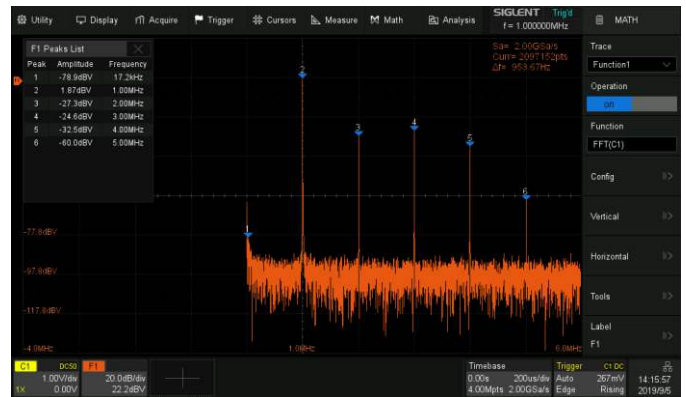 Utility Display Acquire Trigger Cursors Measure Math Analysis SIGLENT Trig'd
f = 1.000000MHz
MATH
F1 Peaks List
Peak Amplitude Frequency
1 -78.9dBV 17.2kHz
2 1.87dBV 1.00MHz
3 -27.3dBV 2.00MHz
4 -24.6dBV 3.00MHz
5 -32.5dBV 4.00MHz
6 -60.0dBV 5.00MHz
Sa= 2.00GSa/s
Curr= 2097152pts
Δf= 953.67Hz
1
2
3
4
5
6
-77.8dBV
-97.8dBV
-117.8dBV
-4.0MHz 1.0MHz 6.0MHz
Trace
Function1
Operation
on
Function
FFT(C1)
Config
Vertical
Horizontal
Tools
Label
F1
C1 DC50
1.00V/div
1X 0.00V
F1
20.0dB/div
22.2dBV
Timebase
0.00s 200us/div
4.00Mpts 2.00GSa/s
Trigger C1 DC
Auto 267mV
Edge Rising
14:15:57
2019/9/5